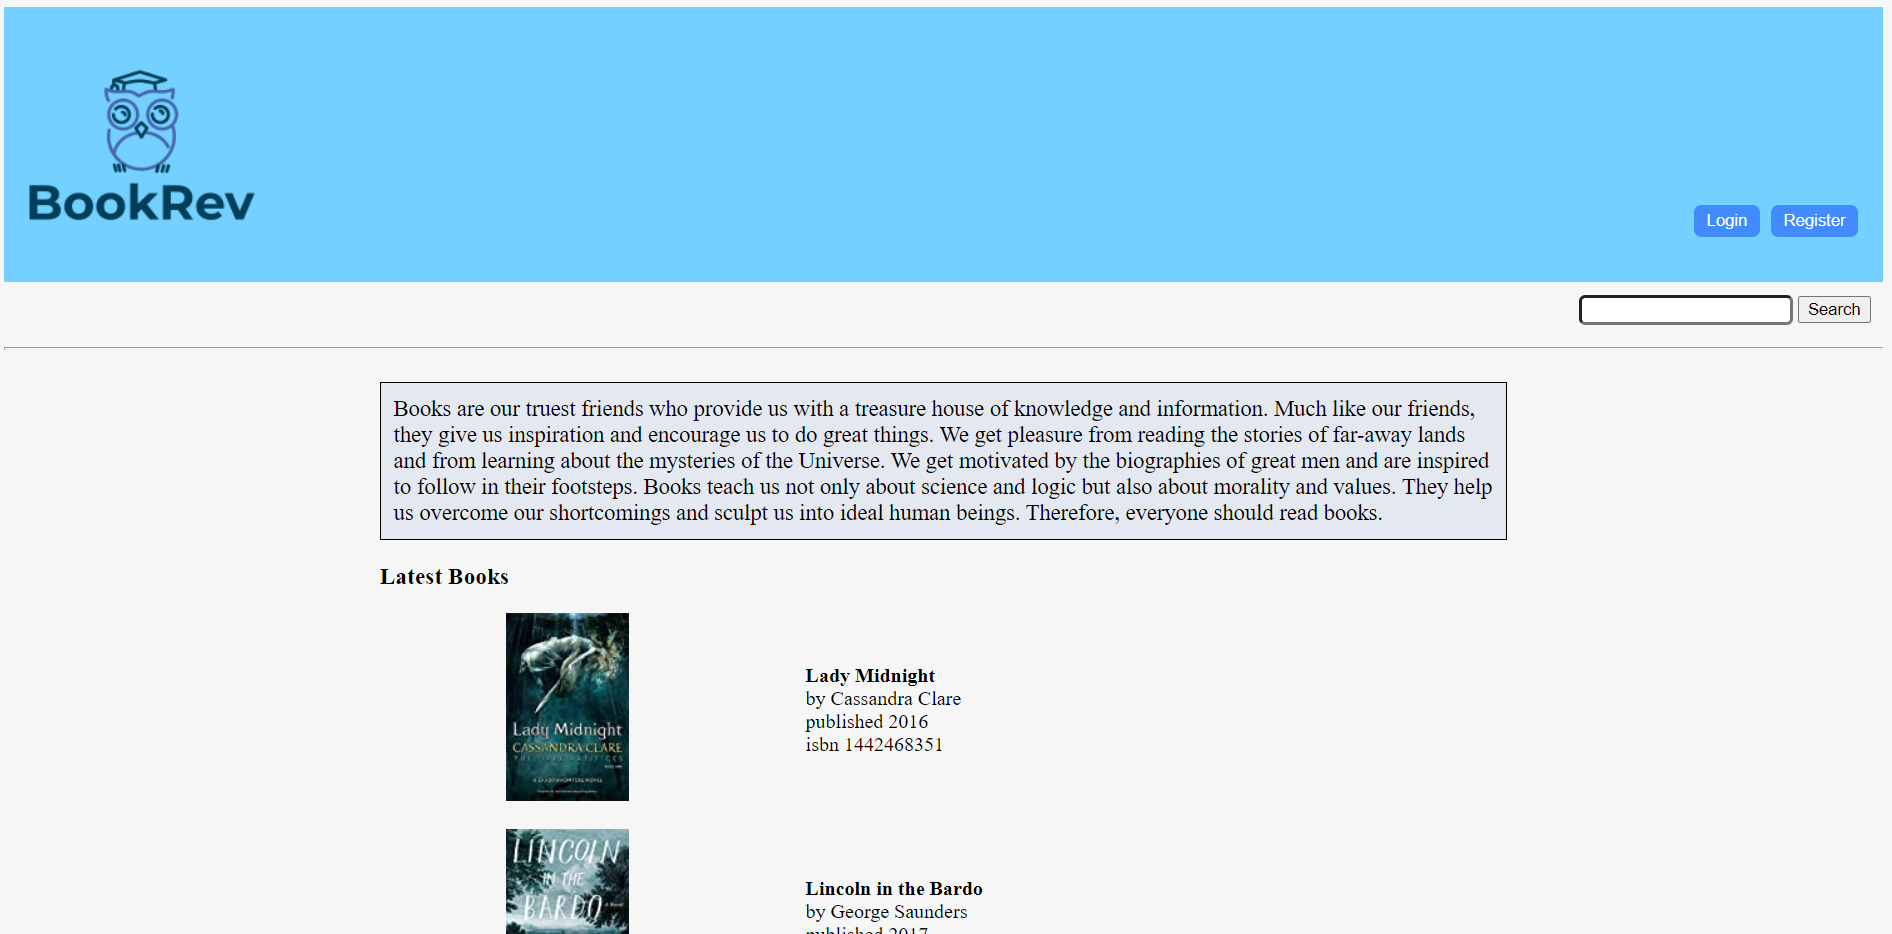 BookRev
Login Register
Search
Books are our truest friends who provide us with a treasure house of knowledge and information. Much like our friends,
they give us inspiration and encourage us to do great things. We get pleasure from reading the stories of far-away lands
and from learning about the mysteries of the Universe. We get motivated by the biographies of great men and are inspired
to follow in their footsteps. Books teach us not only about science and logic but also about morality and values. They help
us overcome our shortcomings and sculpt us into ideal human beings. Therefore, everyone should read books.
Latest Books
Lady Midnight
CASSANDRA CLARE
Lady Midnight
by Cassandra Clare
published 2016
isbn 1442468351
LINCOLN
IN THE
BARDO
Lincoln in the Bardo
by George Saunders
published 2017